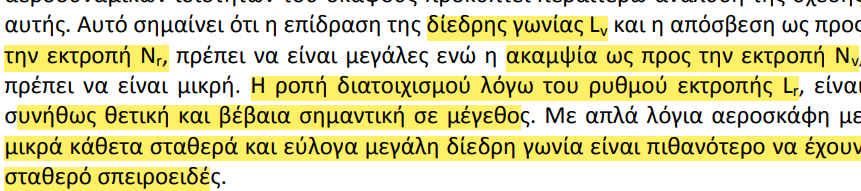 αεροδυναμικών ιδιοτήτων του σκάφους προκύπτει περαιτέρω ανάλυση της σχέσης
αυτής. Αυτό σημαίνει ότι η επίδραση της δίεδρης γωνίας Lv και η απόσβεση ως προς
την εκτροπή Nr, πρέπει να είναι μεγάλες ενώ η ακαμψία ως προς την εκτροπή Nv,
πρέπει να είναι μικρή. Η ροπή διατοιχισμού λόγω του ρυθμού εκτροπής Lr, είναι
συνήθως θετική και βέβαια σημαντική σε μέγεθος. Με απλά λόγια αεροσκάφη με
μικρά κάθετα σταθερά και εύλογα μεγάλη δίεδρη γωνία είναι πιθανότερο να έχουν
σταθερό σπειροειδές.